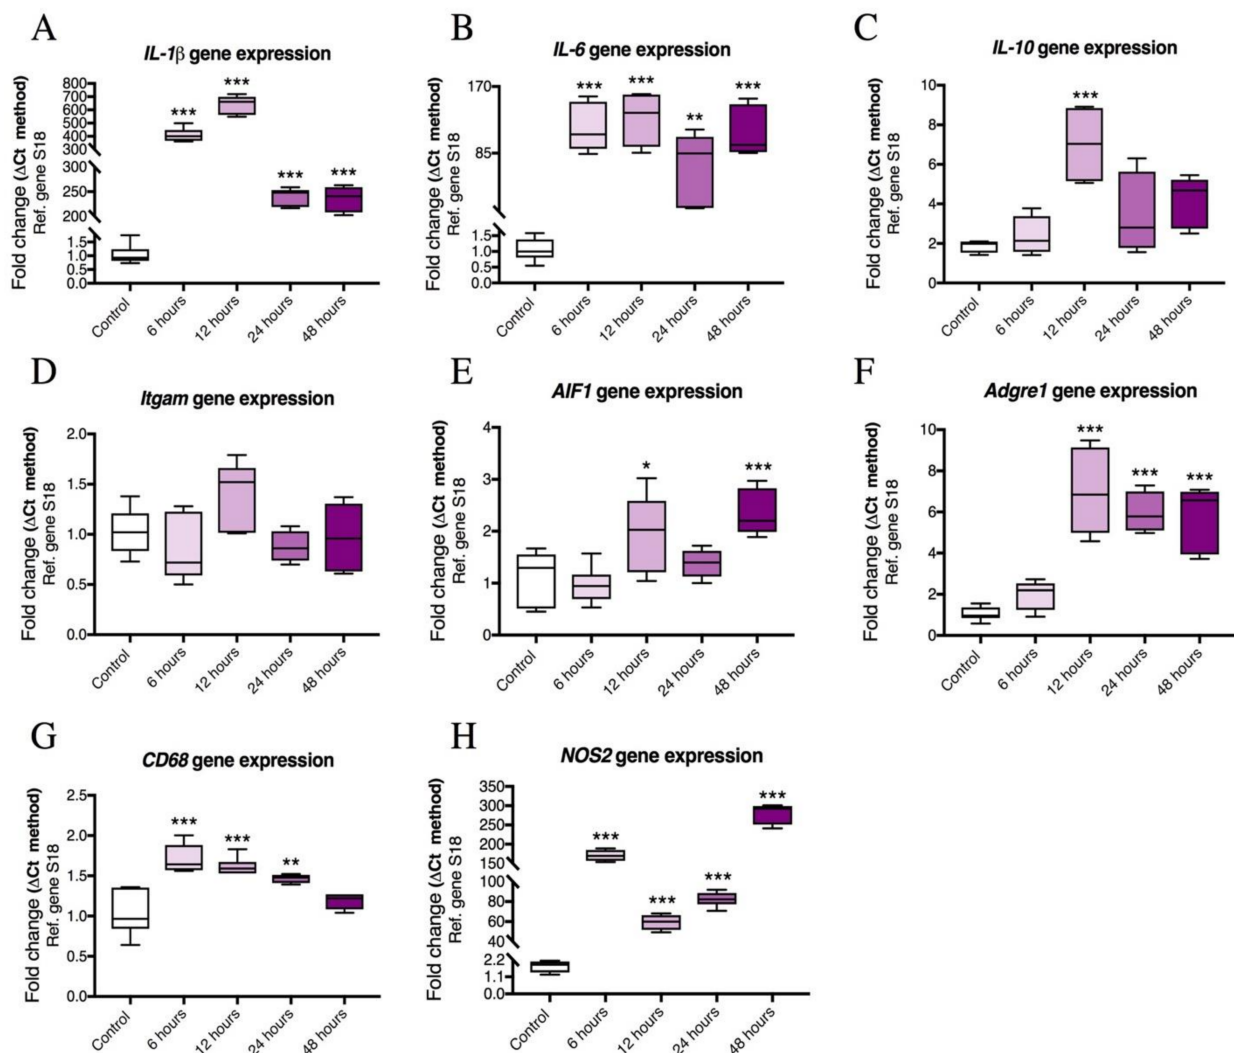 A
IL-1β gene expression
Fold change (ΔCt method)
Ref. gene S18
800
700
600
500
400
300
300
250
200
1.5
1.0
0.5
0.0
***
***
***
***
Control
6 hours
12 hours
24 hours
48 hours
B
IL-6 gene expression
Fold change (ΔCt method)
Ref. gene S18
170
85
1.5
1.0
0.5
0.0
***
***
**
***
Control
6 hours
12 hours
24 hours
48 hours
C
IL-10 gene expression
Fold change (ΔCt method)
Ref. gene S18
10
8
6
4
2
0
***
Control
6 hours
12 hours
24 hours
48 hours
D
Itgam gene expression
Fold change (ΔCt method)
Ref. gene S18
2.0
1.5
1.0
0.5
0.0
Control
6 hours
12 hours
24 hours
48 hours
E
AIF1 gene expression
Fold change (ΔCt method)
Ref. gene S18
4
3
2
1
0
*
***
Control
6 hours
12 hours
24 hours
48 hours
F
Adgre1 gene expression
Fold change (ΔCt method)
Ref. gene S18
10
8
6
4
2
0
***
***
***
Control
6 hours
12 hours
24 hours
48 hours
G
CD68 gene expression
Fold change (ΔCt method)
Ref. gene S18
2.5
2.0
1.5
1.0
0.5
0.0
***
***
**
Control
6 hours
12 hours
24 hours
48 hours
H
NOS2 gene expression
Fold change (ΔCt method)
Ref. gene S18
350
300
250
200
150
100
80
60
40
2.2
1.1
0.0
***
***
***
***
Control
6 hours
12 hours
24 hours
48 hours